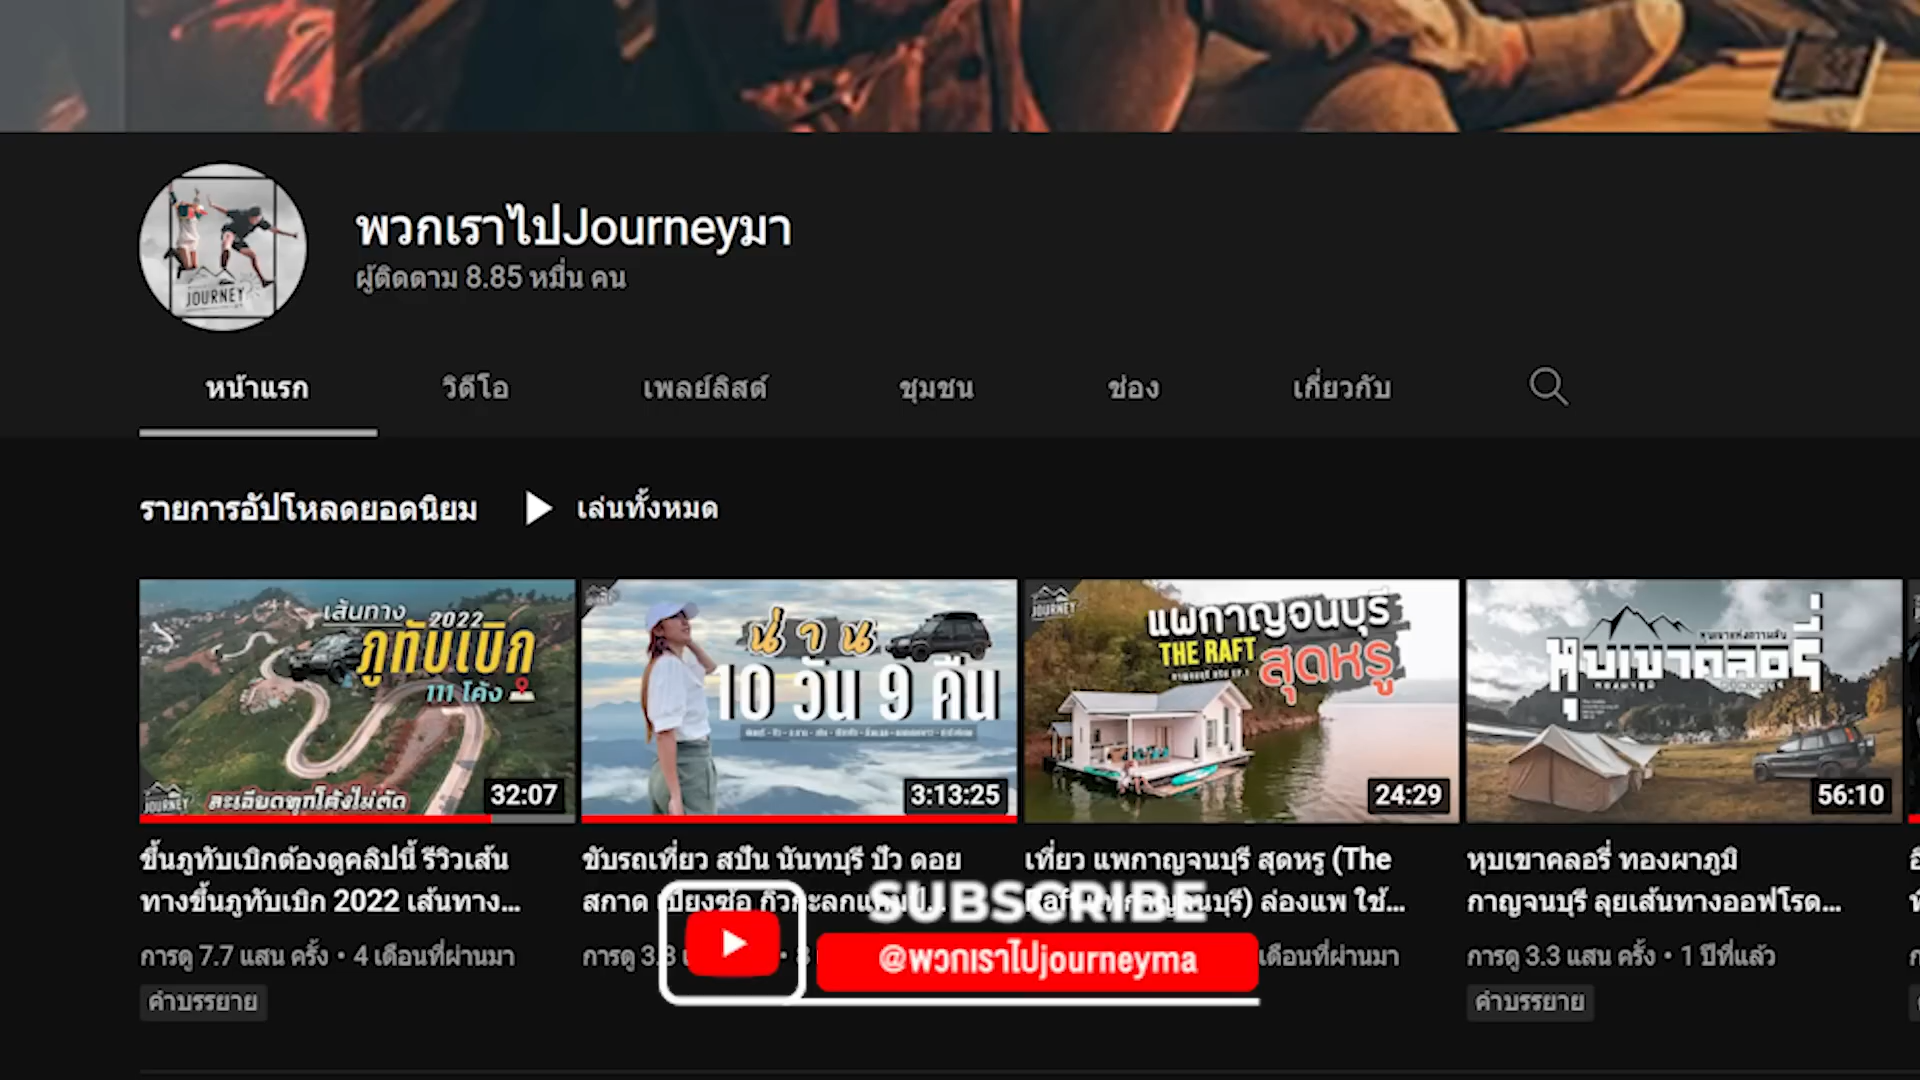 JOURNEY
พวกเราไปJourneyมา
ผู้ติดตาม 8.85 หมื่น คน
หน้าแรก วิดีโอ เพลย์ลิสต์ ชุมชน ช่อง เกี่ยวกับ
รายการอัปโหลดยอดนิยม เล่นทั้งหมด
เส้นทาง 2022
ภูทับเบิก
111 โค้ง
JOURNEY ละเอียดทุกโค้งไม่ตัด
32:07
น่าน
10 วัน 9 คืน
3:13:25
JOURNEY
แพกาญจนบุรี
THE RAFT สุดหรู
24:29
หุบเขาคลอรี่
56:10
ขึ้นภูทับเบิกต้องดูคลิปนี้ รีวิวเส้น
ทางขึ้นภูทับเบิก 2022 เส้นทาง...
การดู 7.7 แสน ครั้ง • 4 เดือนที่ผ่านมา
คำบรรยาย
ขับรถเที่ยว สปัน นันทบุรี ปัว ดอย
สกาด
การดู
เที่ยว แพกาญจนบุรี สุดหรู (The
ล่องแพ ใช้...
เดือนที่ผ่านมา
หุบเขาคลอรี่ ทองผาภูมิ
กาญจนบุรี ลุยเส้นทางออฟโรด...
การดู 3.3 แสน ครั้ง • 1 ปีที่แล้ว
คำบรรยาย
SUBSCRIBE
@พวกเราไปjourneyma